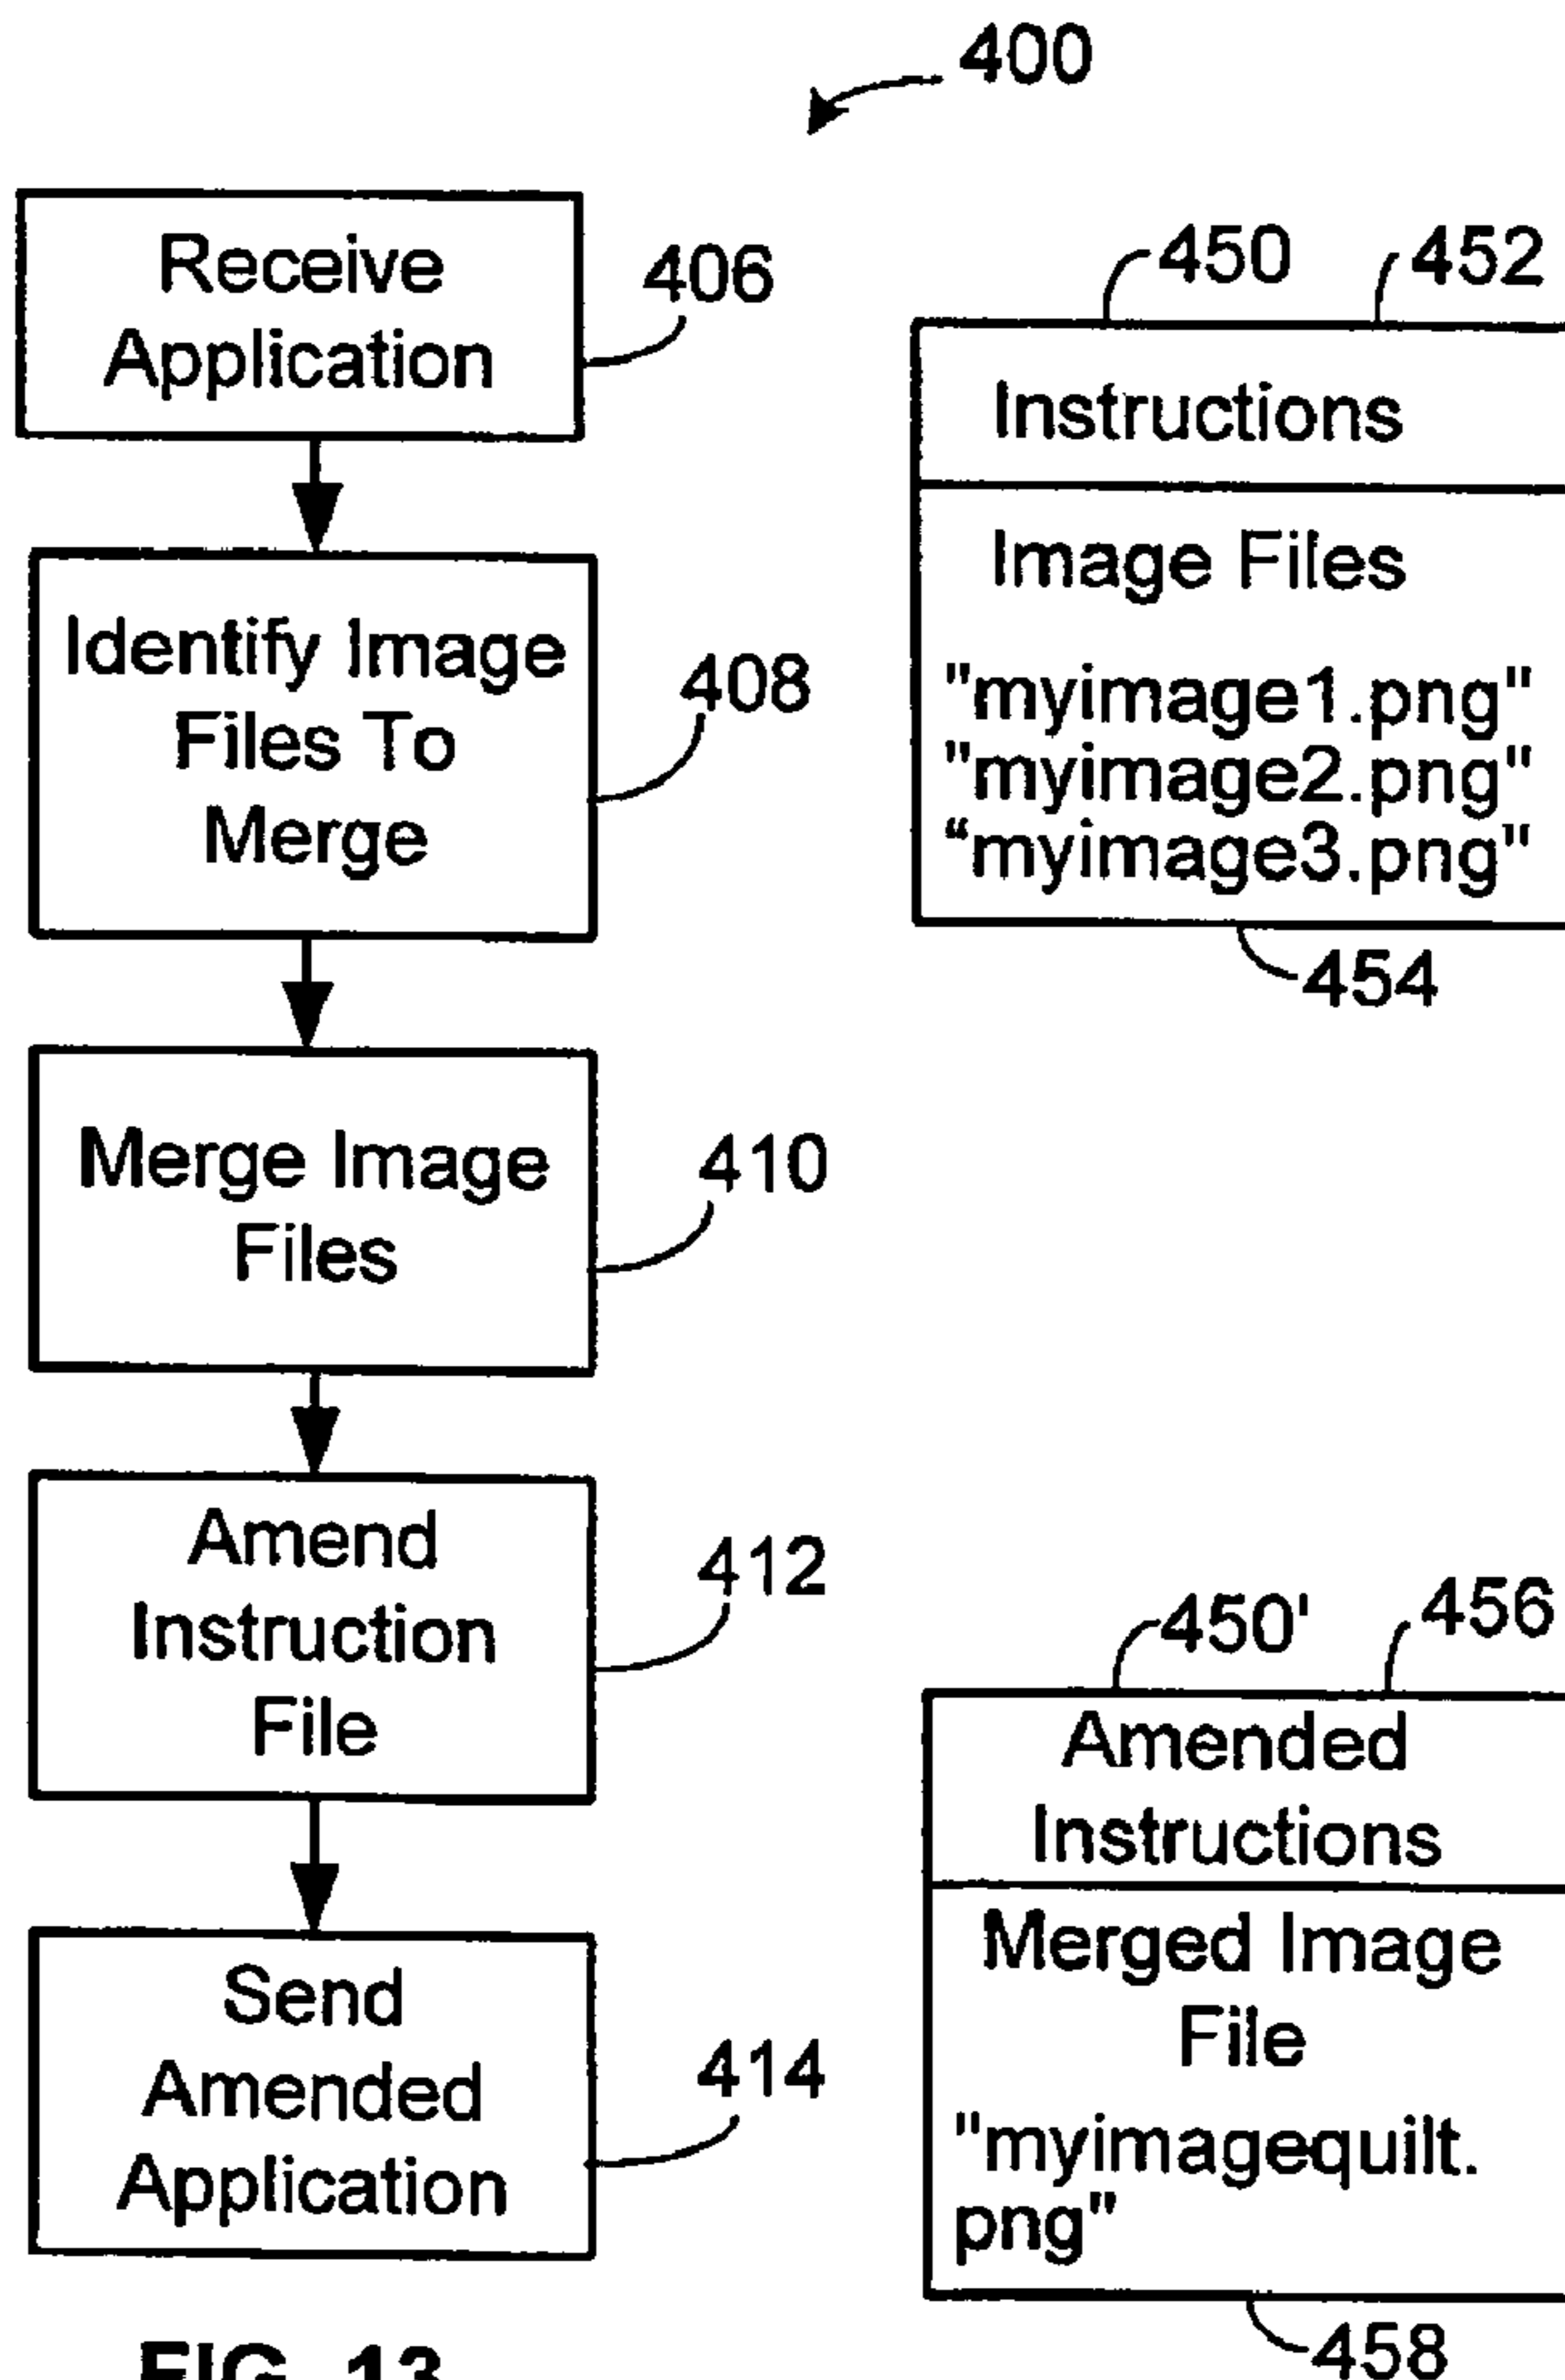 400
Receive
Application
406
Identify Image
Files To
Merge
408
Merge Image
Files
410
Amend
Instruction
File
412
Send
Amended
Application
414
450
452
Instructions
Image Files
"myimage1.png"
"myimage2.png"
“myimage3.png"
454
450'
456
Amended
Instructions
Merged Image
File
"myimagequilt.
png"
458
FIG. 13